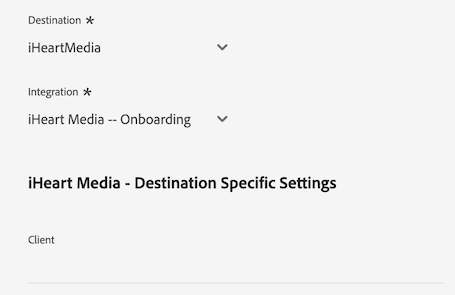 Destination *
iHeartMedia
Integration *
iHeart Media -- Onboarding
iHeart Media - Destination Specific Settings
Client